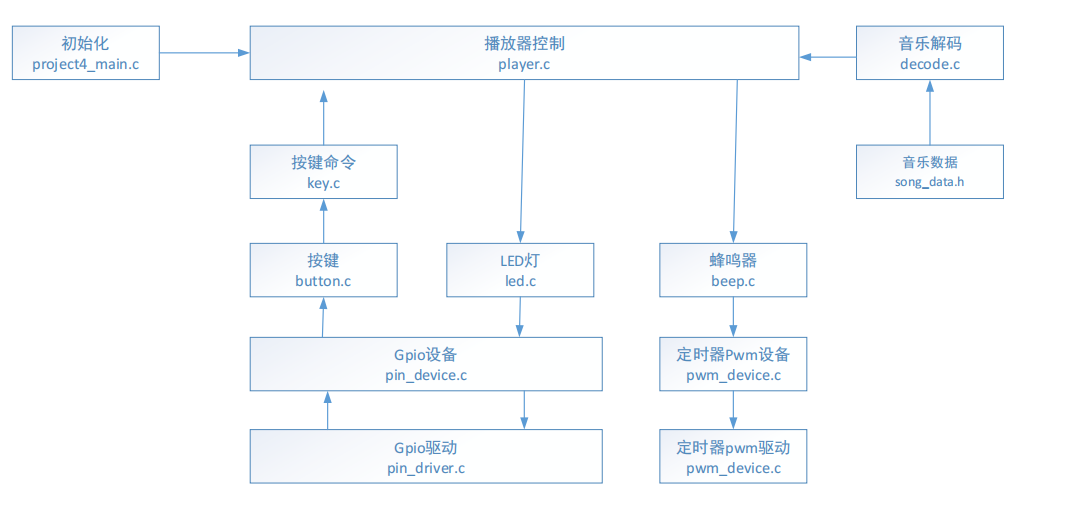 初始化
project4_main.c
播放器控制
player.c
音乐解码
decode.c
按键命令
key.c
音乐数据
song_data.h
按键
button.c
LED灯
led.c
蜂鸣器
beep.c
Gpio设备
pin_device.c
定时器Pwm设备
pwm_device.c
Gpio驱动
pin_driver.c
定时器pwm驱动
pwm_device.c